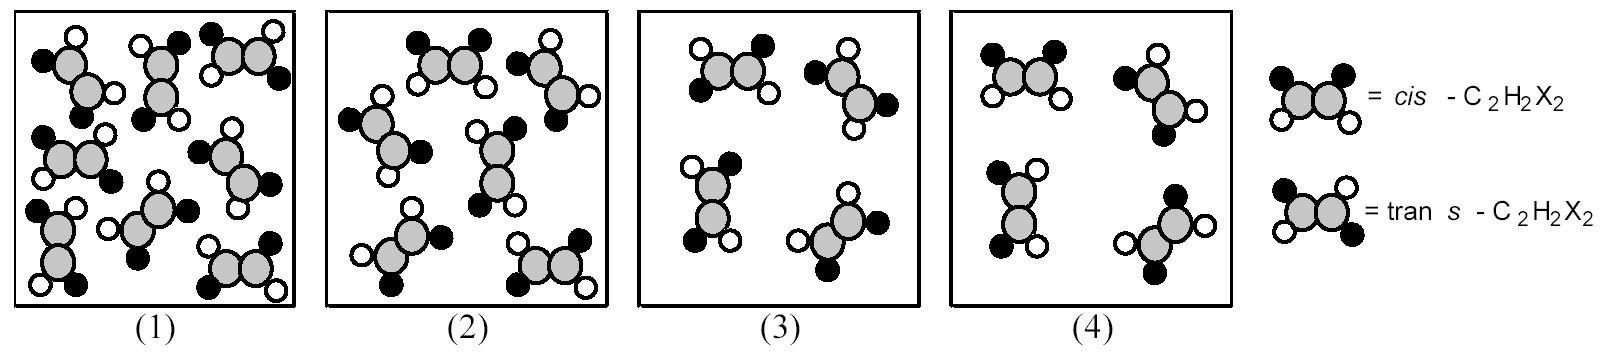 = cis - C2H2X2
= tran s - C2H2X2
(1) (2) (3) (4)